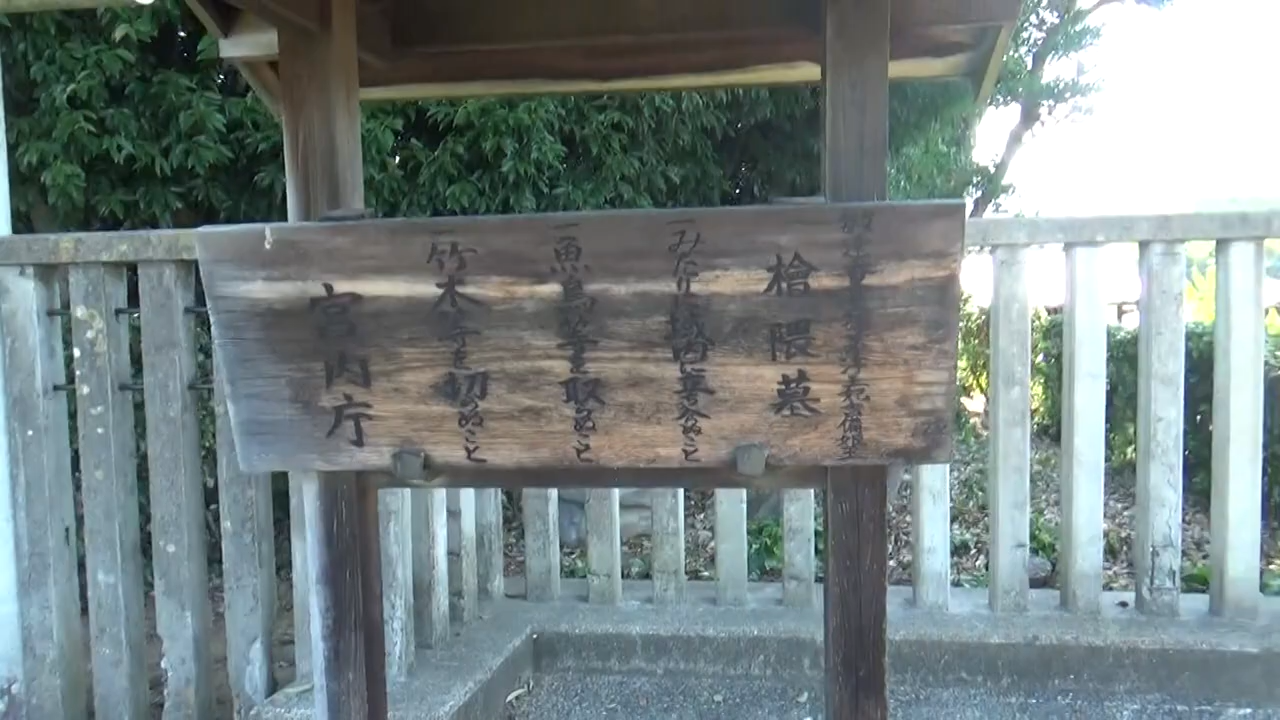 檜隈墓
一みだりに域内に立入らぬこと
一魚鳥等を取らぬこと
一竹木等を切らぬこと
宮内庁